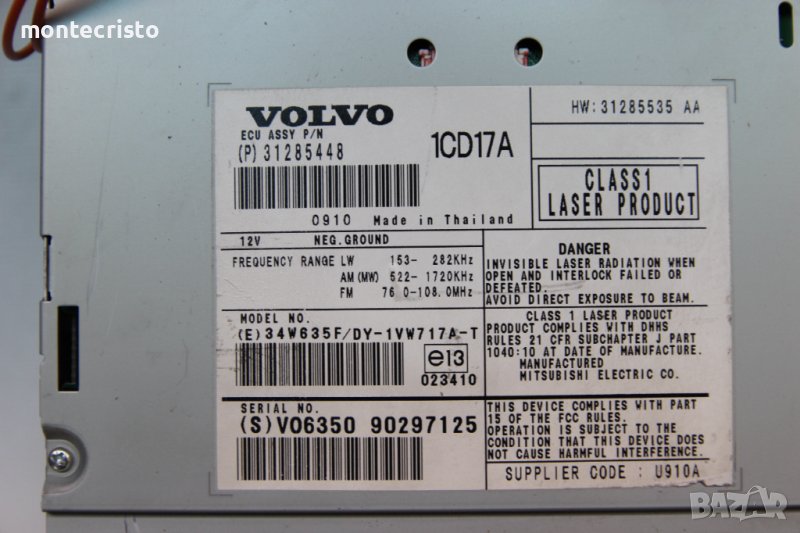 Author:
montecristo
VOLVO
ECU ASSY P/N
(P) 31285448
1CD17A
0910 Made in Thailand
HW:31285535 AA
CLASS1
LASER PRODUCT
12V NEG.GROUND
FREQUENCY RANGE LW 153- 282KHz
AM(MW) 522-1720KHz
FM 76.0-108.0MHz
MODEL NO.
(E)34W635F/DY-1VW717A-T
e13
023410
SERIAL NO.
(S)V06350 90297125
DANGER
INVISIBLE LASER RADIATION WHEN
OPEN AND INTERLOCK FAILED OR
DEFEATED.
AVOID DIRECT EXPOSURE TO BEAM.
CLASS 1 LASER PRODUCT
PRODUCT COMPLIES WITH DHHS
RULES 21 CFR SUBCHAPTER J PART
1040:10 AT DATE OF MANUFACTURE.
MANUFACTURED
MITSUBISHI ELECTRIC CO.
THIS DEVICE COMPLIES WITH PART
15 OF THE FCC RULES.
OPERATION IS SUBJECT TO THE
CONDITION THAT THIS DEVICE DOES
NOT CAUSE HARMFUL INTERFERENCE.
SUPPLIER CODE : U910A
BAZAR